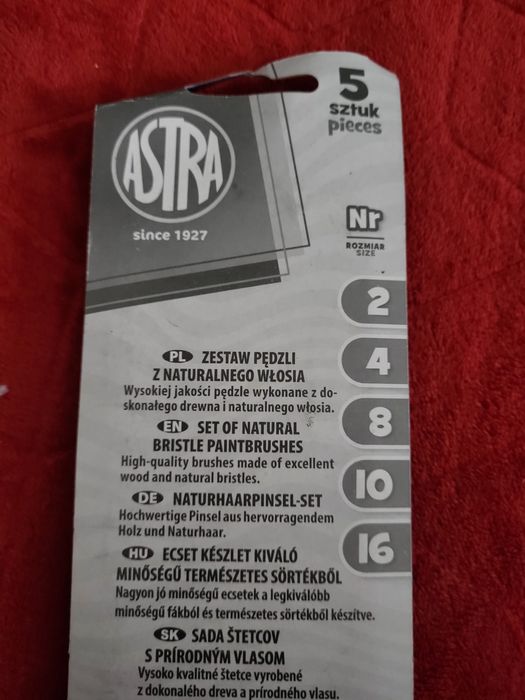 5
sztuk
pieces
ASTRA
since 1927
Nr
ROZMIAR
SIZE
2
4
8
10
16
PL ZESTAW PĘDZLI
Z NATURALNEGO WŁOSIA
Wysokiej jakości pędzle wykonane z do-
skonałego drewna i naturalnego włosia.
EN SET OF NATURAL
BRISTLE PAINTBRUSHES
High-quality brushes made of excellent
wood and natural bristles.
DE NATURHAARPINSEL-SET
Hochwertige Pinsel aus hervorragendem
Holz und Naturhaar.
HU ECSET KÉSZLET KIVÁLÓ
MINŐSÉGŰ TERMÉSZETES SÖRTÉKBŐL
Nagyon jó minőségű ecsetek a legkiválóbb
minőségű fákból és természetes sörtékből készítve.
SK SADA ŠTETCOV
S PRÍRODNÝM VLASOM
Vysoko kvalitné štetce vyrobené
z dokonalého dreva a prírodného vlasu.